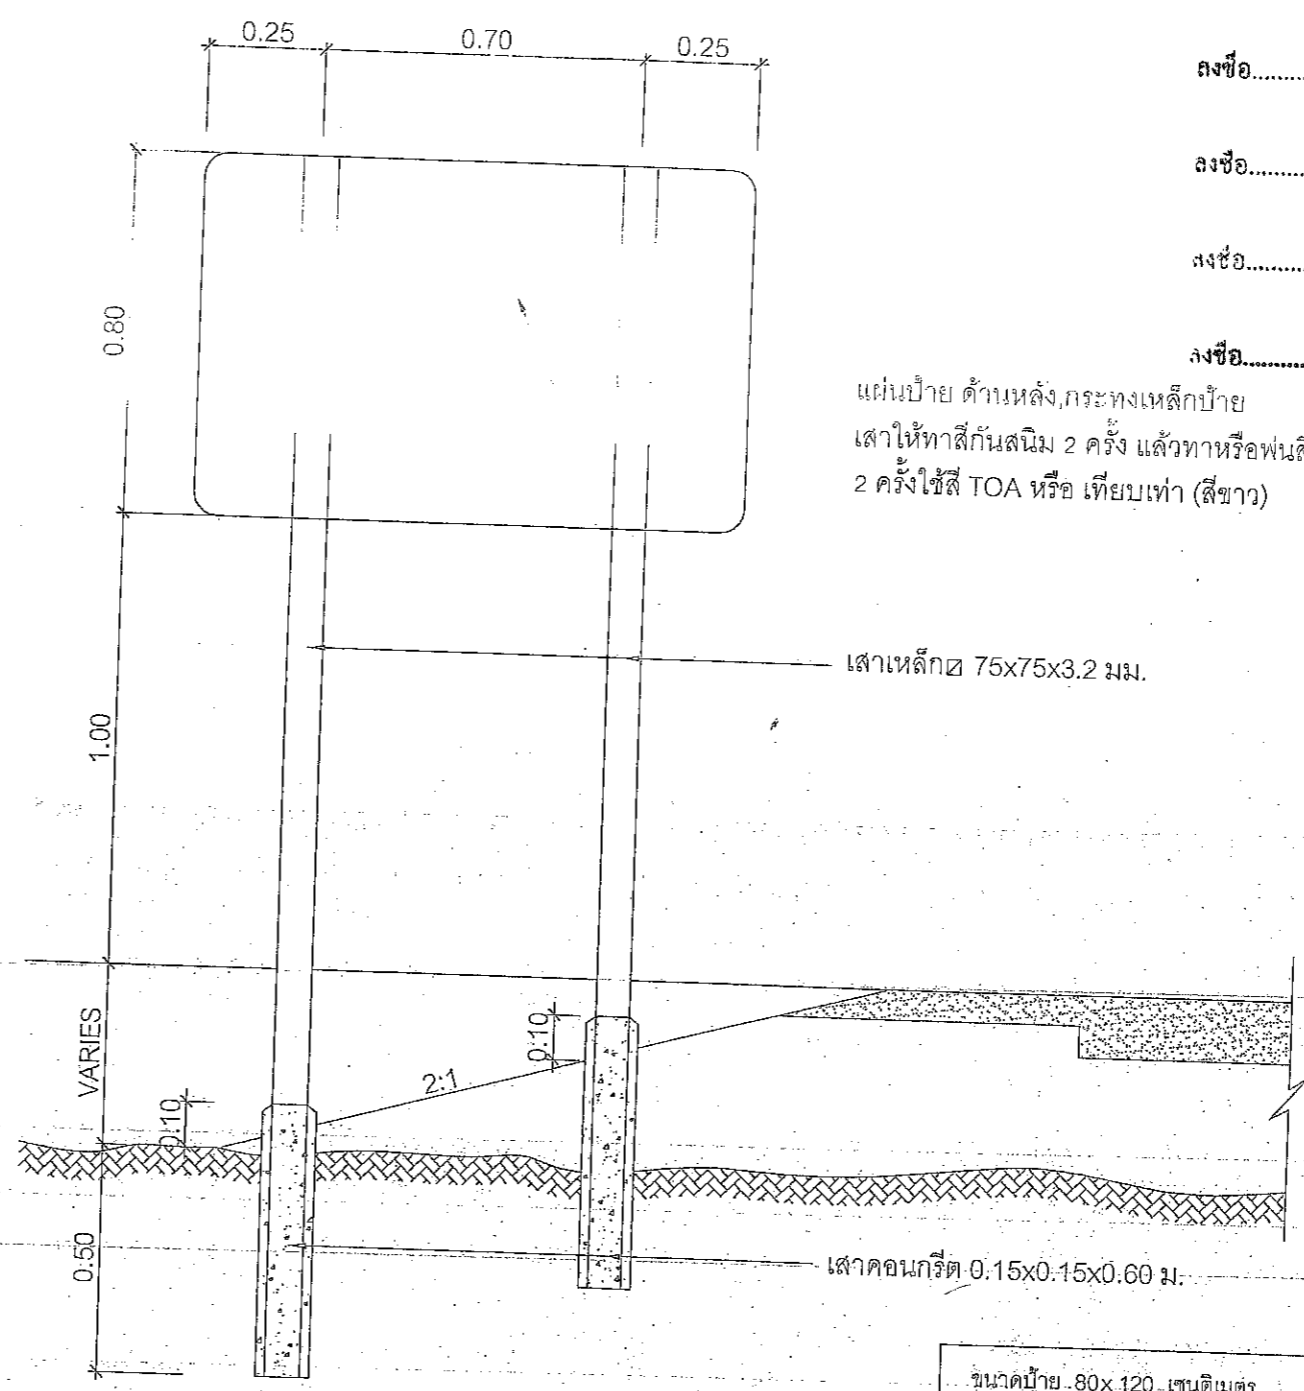 0.25 0.70 0.25
ลงชื่อ..........
ลงชื่อ..........
ลงชื่อ..........
ลงชื่อ..........
0.80
แผ่นป้าย ด้านหลัง,กระทงเหล็กป้าย
เสาให้ทาสีกันสนิม 2 ครั้ง แล้วทาหรือพ่นสี
2 ครั้งใช้สี TOA หรือ เทียบเท่า (สีขาว)
เสาเหล็ก 75x75x3.2 มม.
1.00
VARIES
0.10
0.10
2:1
0.50
เสาคอนกรีต 0.15x0.15x0.60 ม.
ขนาดป้าย 80x 120 เซนติเมตร